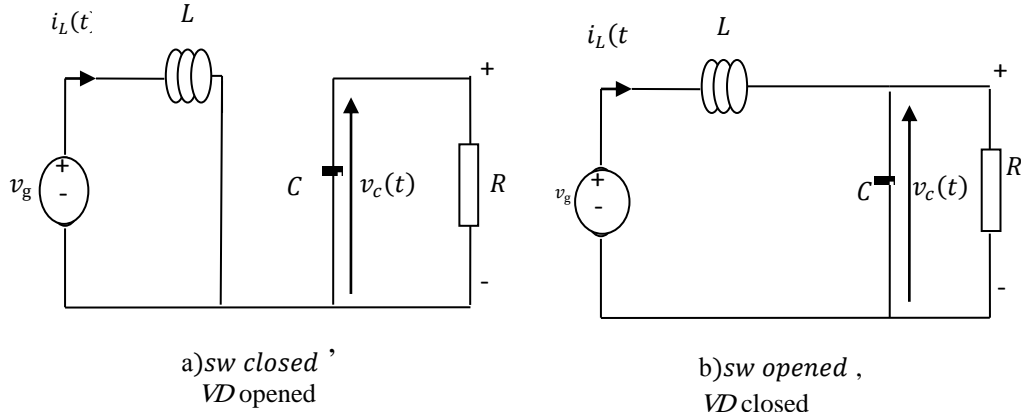 i_L(t)
L
+
v_g
+
-
C
v_c(t)
R
-
a)sw closed ,
VD opened
i_L(t
L
+
v_g
+
-
C
v_c(t)
R
-
b)sw opened ,
VD closed